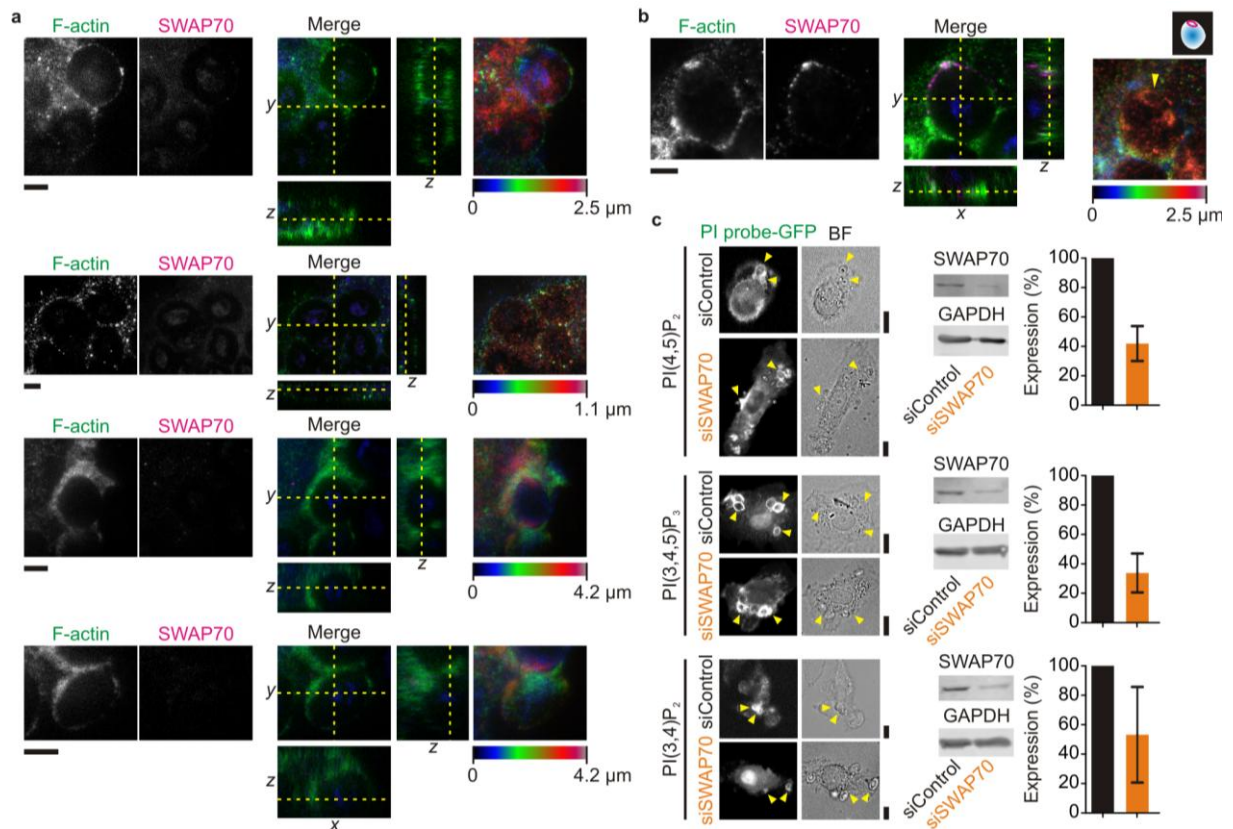 a
F-actin SWAP70 Merge
y
z
z
0 2.5 µm
F-actin SWAP70 Merge
y
z
z
0 1.1 µm
F-actin SWAP70 Merge
y
z
z
0 4.2 µm
F-actin SWAP70 Merge
y
z
z
x
0 4.2 µm
b
F-actin SWAP70 Merge
y
z
z
x
0 2.5 µm
c
PI probe-GFP BF
PI(4,5)P2
siControl
siSWAP70
SWAP70
GAPDH
siControl
siSWAP70
Expression (%)
100
80
60
40
20
0
PI(3,4,5)P3
siControl
siSWAP70
SWAP70
GAPDH
siControl
siSWAP70
Expression (%)
100
80
60
40
20
0
PI(3,4)P2
siControl
siSWAP70
SWAP70
GAPDH
siControl
siSWAP70
Expression (%)
100
80
60
40
20
0